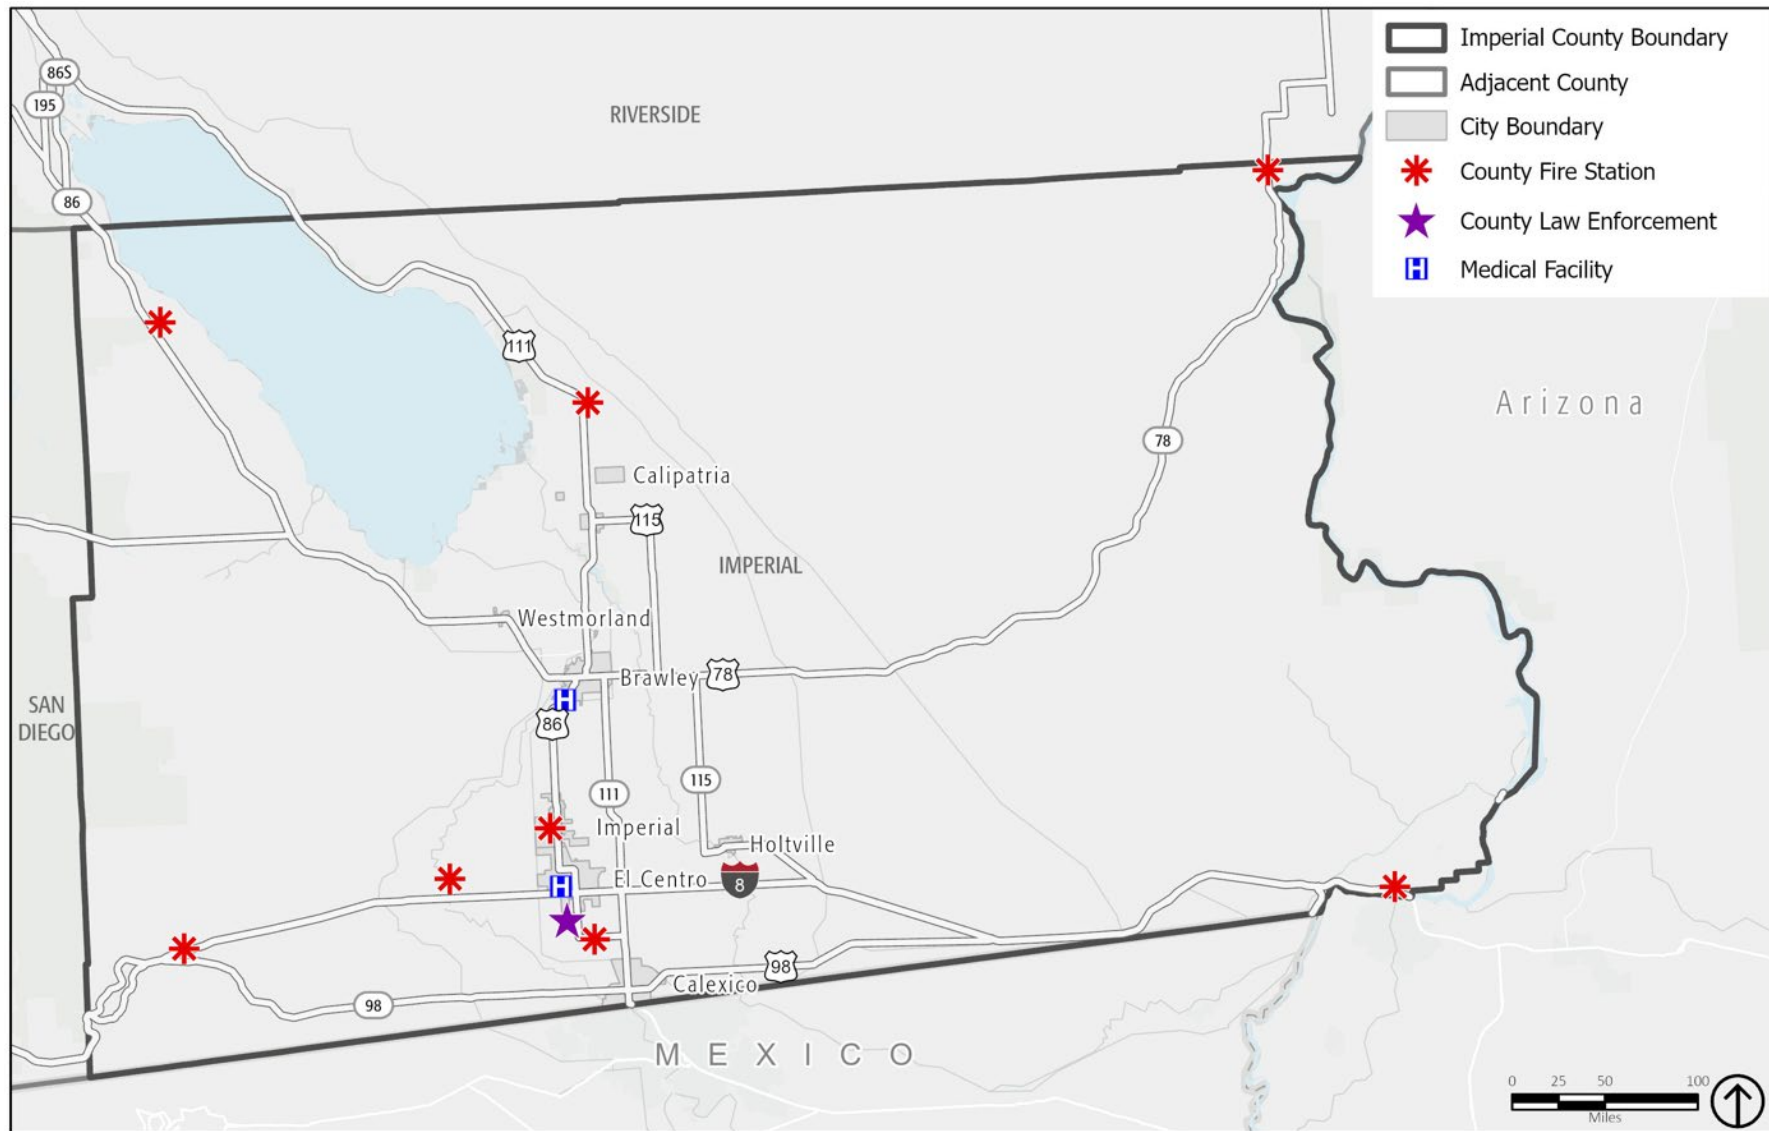 Imperial County Boundary
Adjacent County
City Boundary
County Fire Station
County Law Enforcement
H Medical Facility
86S
195
RIVERSIDE
86
111
Arizona
78
Calipatria
115
IMPERIAL
Westmorland
Brawley
78
SAN
DIEGO
H
86
115
111
Imperial
Holtville
H
El Centro
8
98
Calexico
98
MEXICO
0 25 50 100
Miles